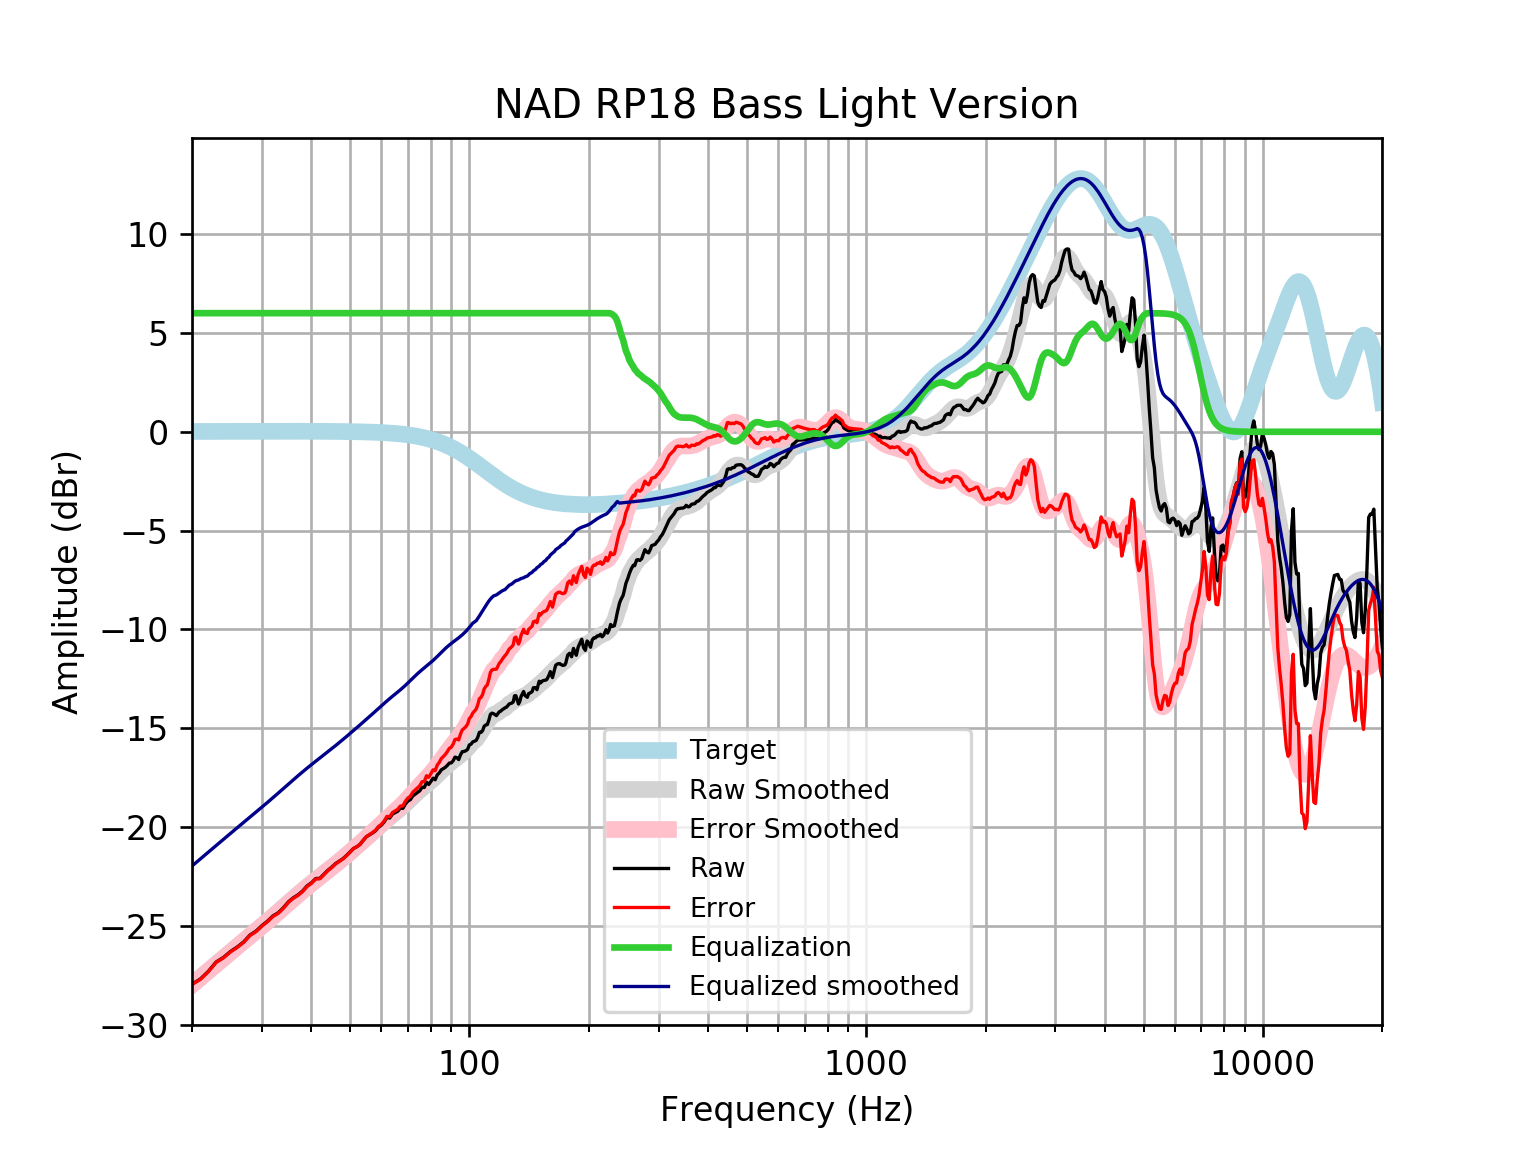 NAD RP18 Bass Light Version
Amplitude (dBr)
10
5
0
−5
−10
−15
−20
−25
−30
Target
Raw Smoothed
Error Smoothed
Raw
Error
Equalization
Equalized smoothed
100
1000
10000
Frequency (Hz)